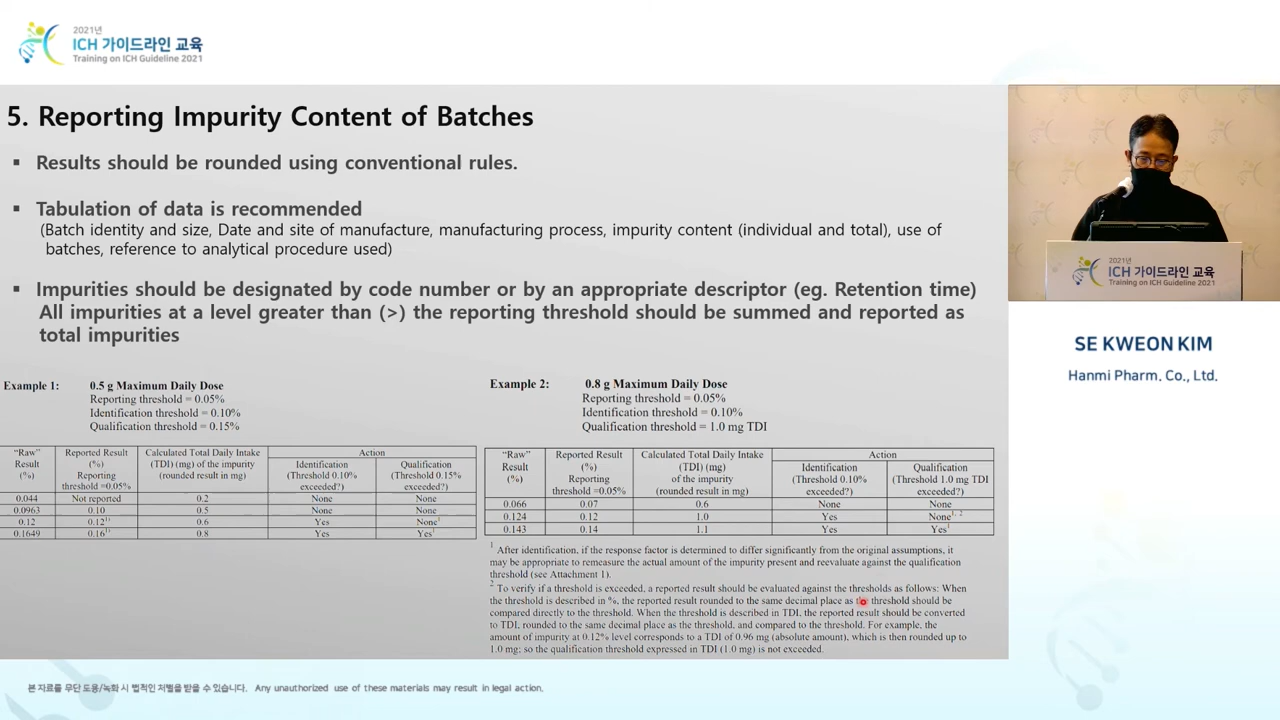 2021년
ICH 가이드라인 교육
Training on ICH Guideline 2021
5. Reporting Impurity Content of Batches
▪ Results should be rounded using conventional rules.
▪ Tabulation of data is recommended
(Batch identity and size, Date and site of manufacture, manufacturing process, impurity content (individual and total), use of
batches, reference to analytical procedure used)
▪ Impurities should be designated by code number or by an appropriate descriptor (eg. Retention time)
All impurities at a level greater than (>) the reporting threshold should be summed and reported as
total impurities
Example 1: 0.5 g Maximum Daily Dose
Reporting threshold = 0.05%
Identification threshold = 0.10%
Qualification threshold = 0.15%
"Raw" Result (%) | Reported Result (%) Reporting threshold =0.05% | Calculated Total Daily Intake (TDI) (mg) of the impurity (rounded result in mg) | Action
Identification (Threshold 0.10% exceeded?) | Qualification (Threshold 0.15% exceeded?)
0.044 | Not reported | 0.2 | None | None
0.0963 | 0.10 | 0.5 | None | None
0.12 | 0.12¹⁾ | 0.6 | Yes | None¹
0.1649 | 0.16¹⁾ | 0.8 | Yes | Yes¹
Example 2: 0.8 g Maximum Daily Dose
Reporting threshold = 0.05%
Identification threshold = 0.10%
Qualification threshold = 1.0 mg TDI
"Raw" Result (%) | Reported Result (%) Reporting threshold =0.05% | Calculated Total Daily Intake (TDI) (mg) of the impurity (rounded result in mg) | Action
Identification (Threshold 0.10% exceeded?) | Qualification (Threshold 1.0 mg TDI exceeded?)
0.066 | 0.07 | 0.6 | None | None
0.124 | 0.12 | 1.0 | Yes | None¹, ²
0.143 | 0.14 | 1.1 | Yes | Yes¹
¹ After identification, if the response factor is determined to differ significantly from the original assumptions, it
may be appropriate to remeasure the actual amount of the impurity present and reevaluate against the qualification
threshold (see Attachment 1).
² To verify if a threshold is exceeded, a reported result should be evaluated against the thresholds as follows: When
the threshold is described in %, the reported result rounded to the same decimal place as the threshold should be
compared directly to the threshold. When the threshold is described in TDI, the reported result should be converted
to TDI, rounded to the same decimal place as the threshold, and compared to the threshold. For example, the
amount of impurity at 0.12% level corresponds to a TDI of 0.96 mg (absolute amount), which is then rounded up to
1.0 mg; so the qualification threshold expressed in TDI (1.0 mg) is not exceeded.
2021년
ICH 가이드라인 교육
Training on ICH Guideline 2021
SE KWEON KIM
Hanmi Pharm. Co., Ltd.
본 자료를 무단 도용/녹화 시 법적인 처벌을 받을 수 있습니다. Any unauthorized use of these materials may result in legal action.